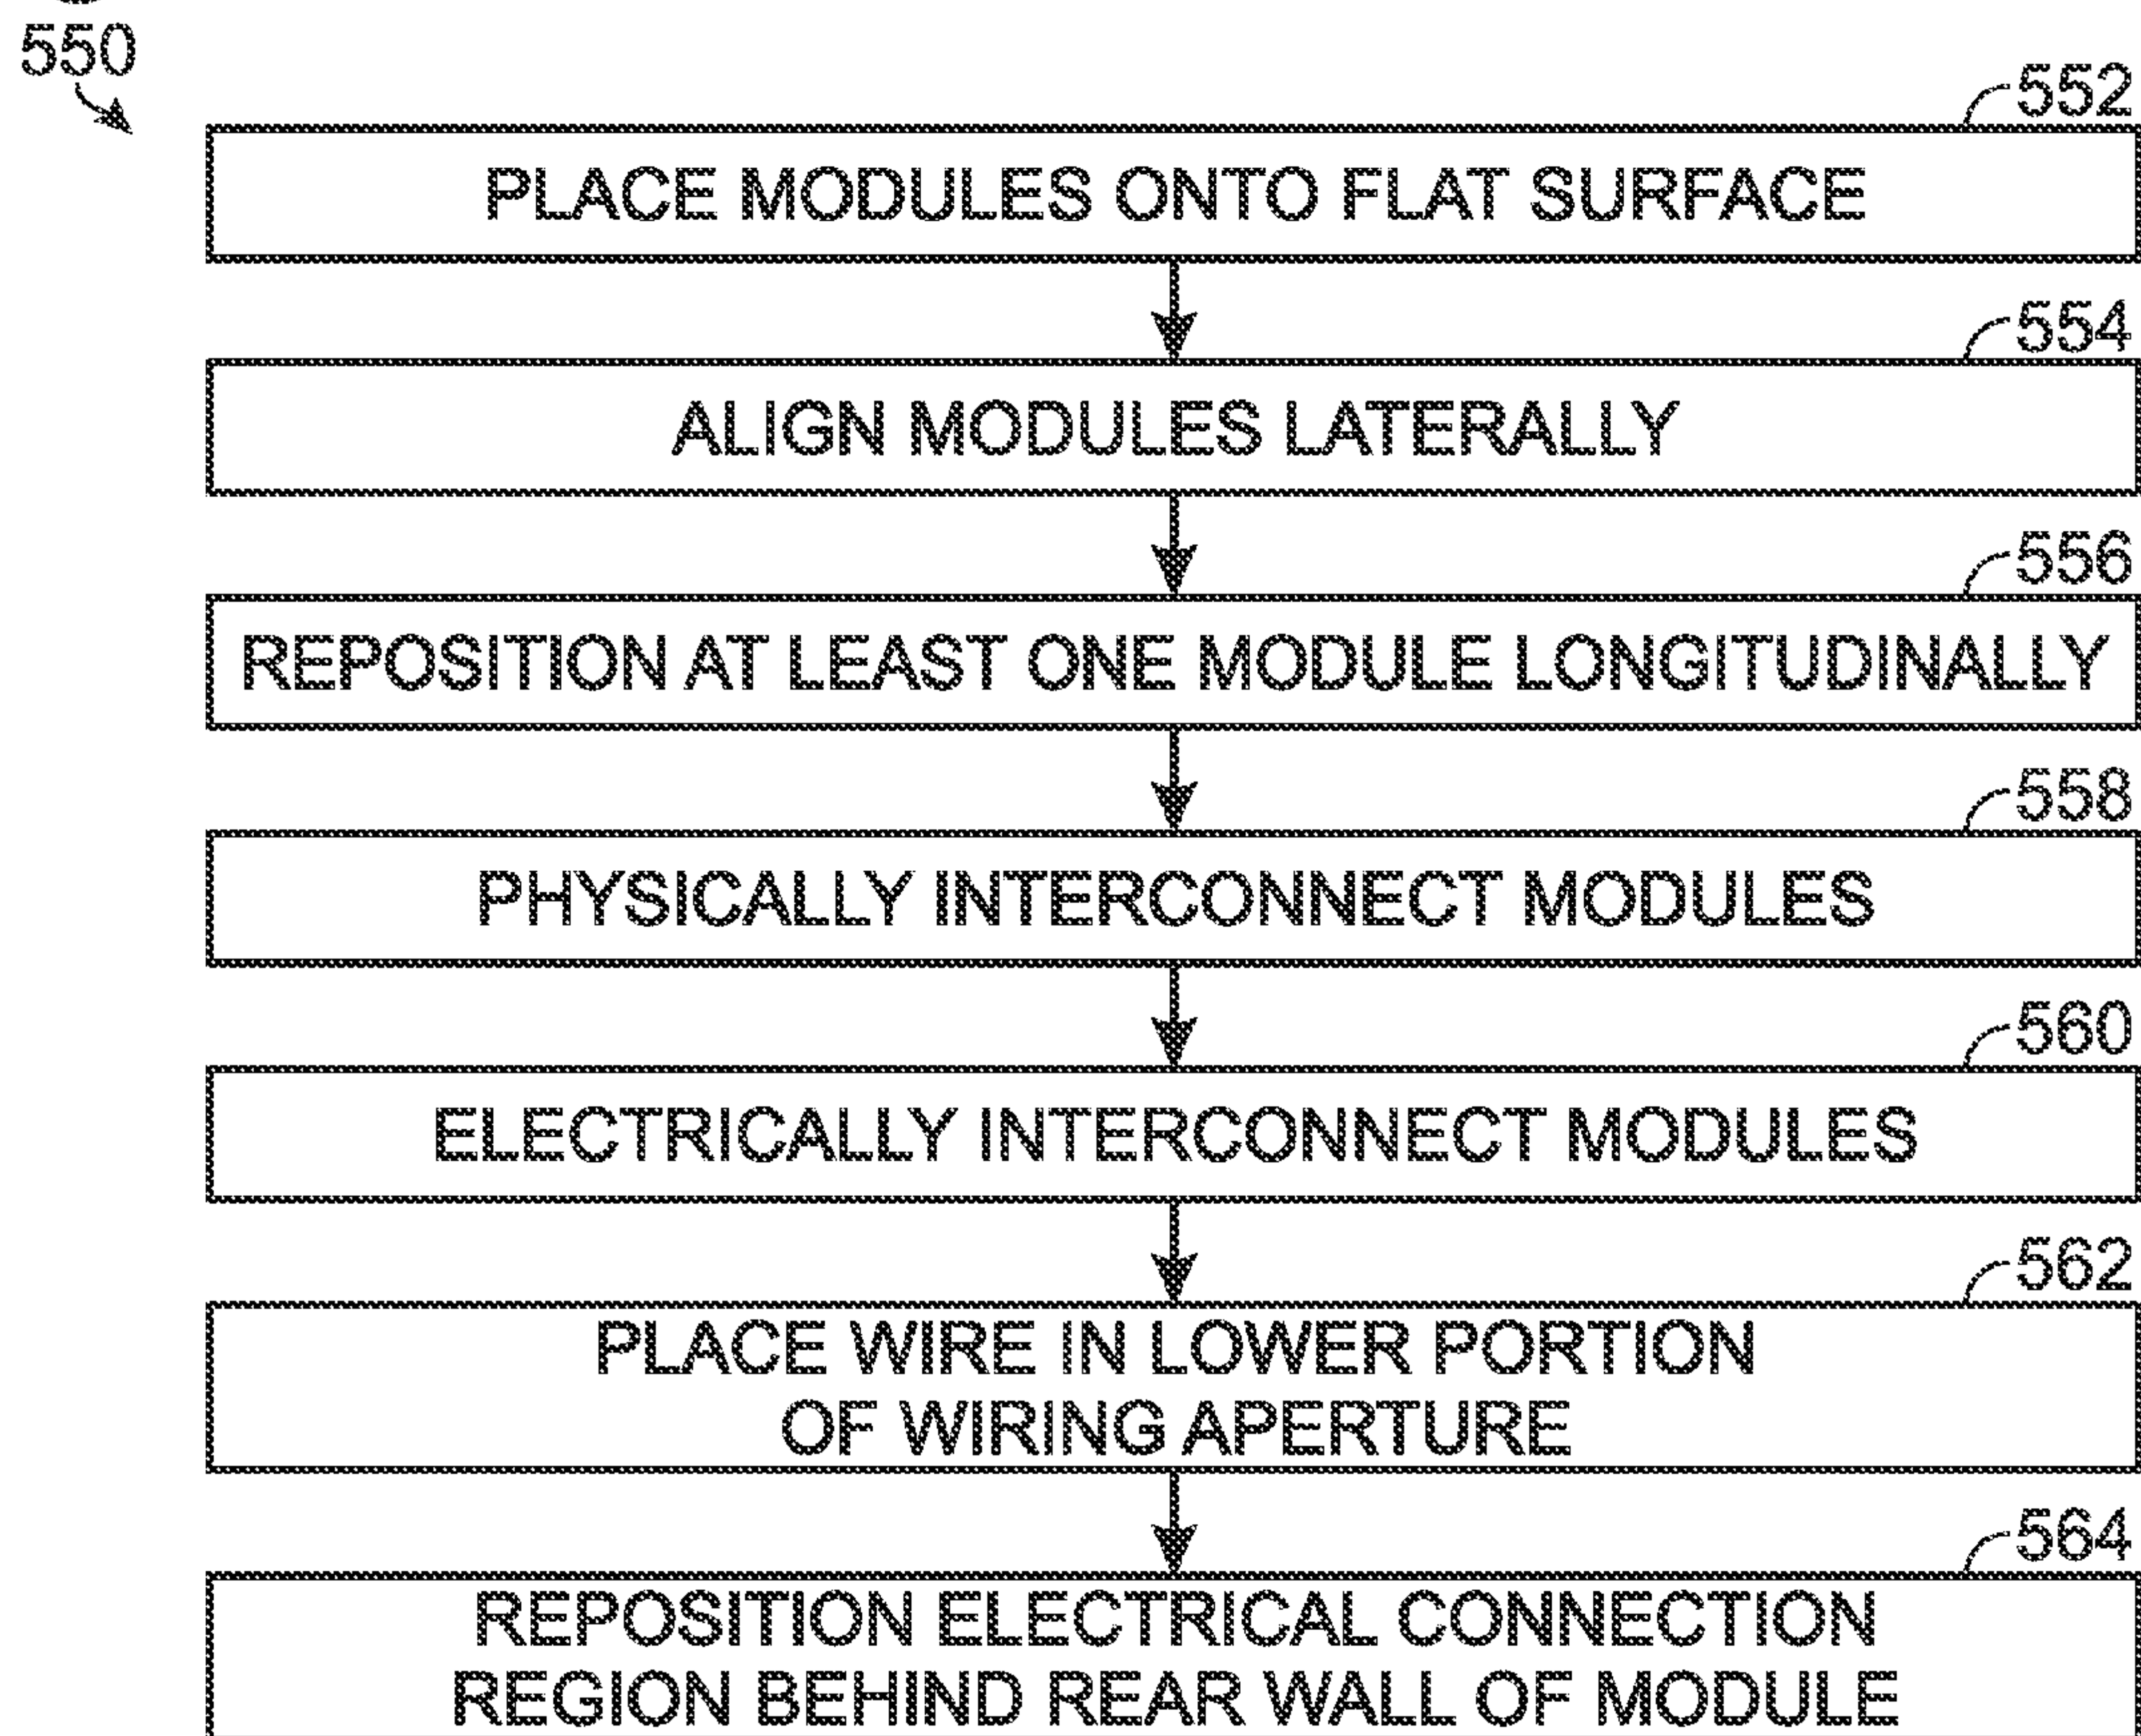 550
552
PLACE MODULES ONTO FLAT SURFACE
554
ALIGN MODULES LATERALLY
556
REPOSITION AT LEAST ONE MODULE LONGITUDINALLY
558
PHYSICALLY INTERCONNECT MODULES
560
ELECTRICALLY INTERCONNECT MODULES
562
PLACE WIRE IN LOWER PORTION
OF WIRING APERTURE
564
REPOSITION ELECTRICAL CONNECTION
REGION BEHIND REAR WALL OF MODULE